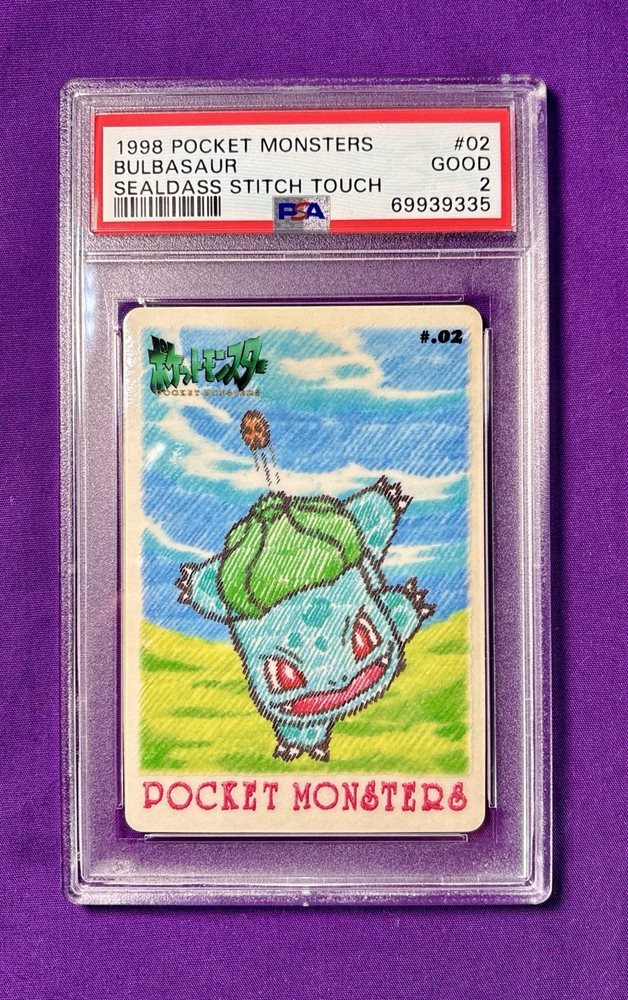 1998 POCKET MONSTERS #02
BULBASAUR GOOD
SEALDASS STITCH TOUCH 2
PSA 69939335
#.02
ポケットモンスター
POCKET MONSTERS
POCKET MONSTERS